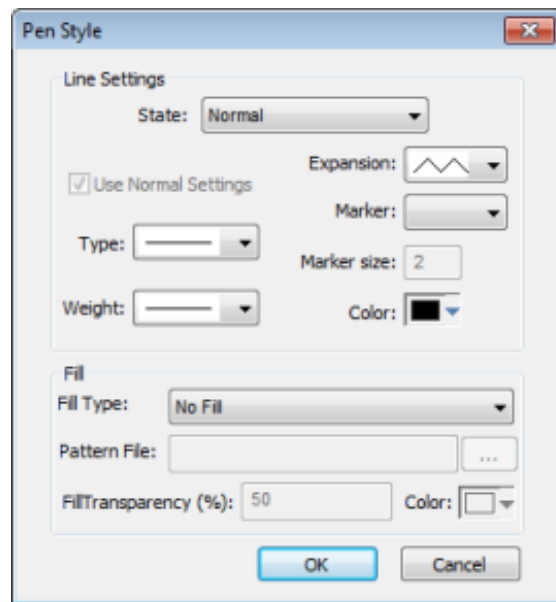 Pen Style
Line Settings
State: Normal
Expansion:
Use Normal Settings
Marker:
Type:
Marker size: 2
Weight:
Color:
Fill
Fill Type: No Fill
Pattern File: ...
FillTransparency (%): 50 Color:
OK Cancel